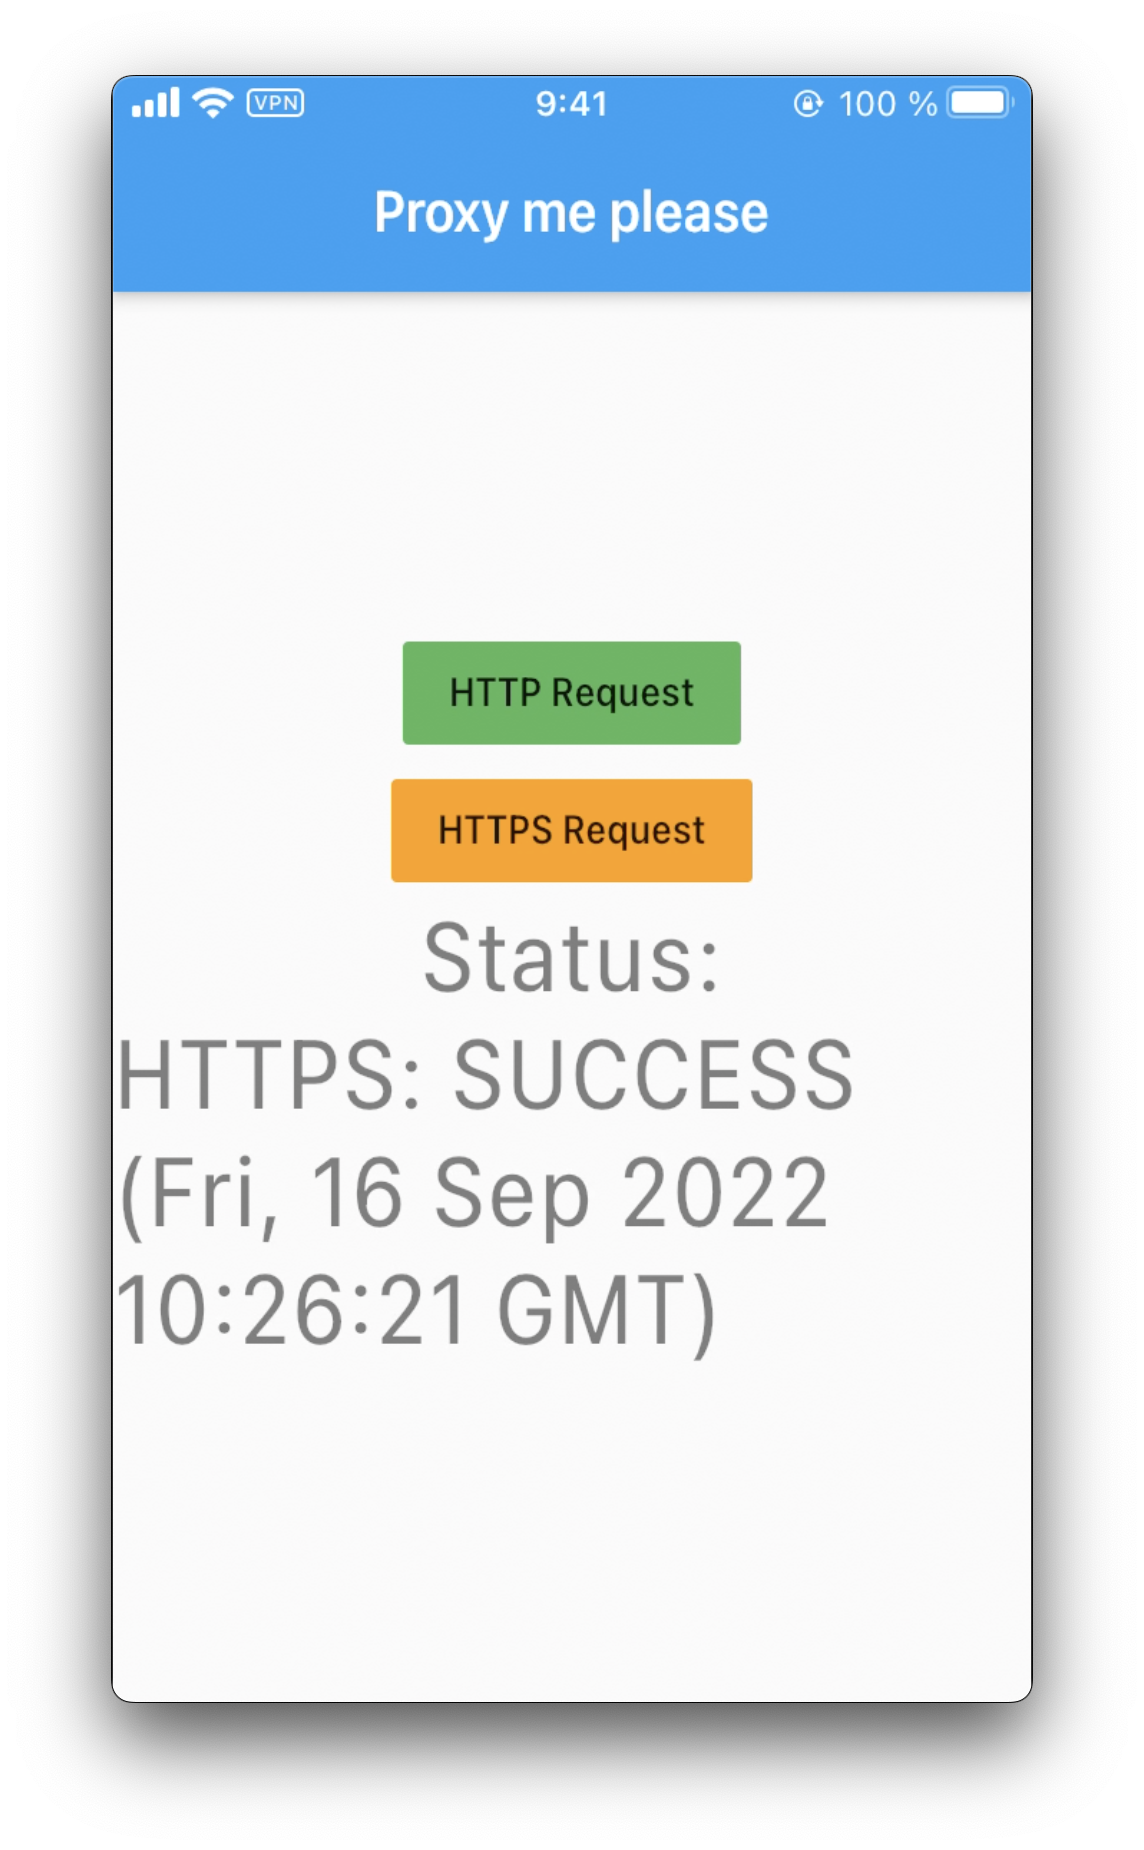 VPN 9:41 100 %
Proxy me please
HTTP Request
HTTPS Request
Status:
HTTPS: SUCCESS
(Fri, 16 Sep 2022
10:26:21 GMT)